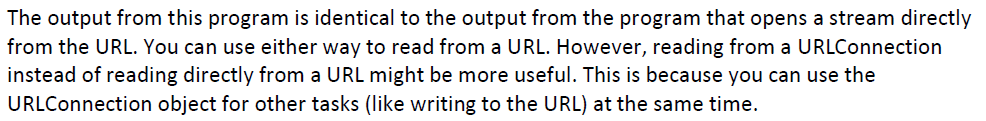 The output from this program is identical to the output from the program that opens a stream directly
from the URL. You can use either way to read from a URL. However, reading from a URLConnection
instead of reading directly from a URL might be more useful. This is because you can use the
URLConnection object for other tasks (like writing to the URL) at the same time.